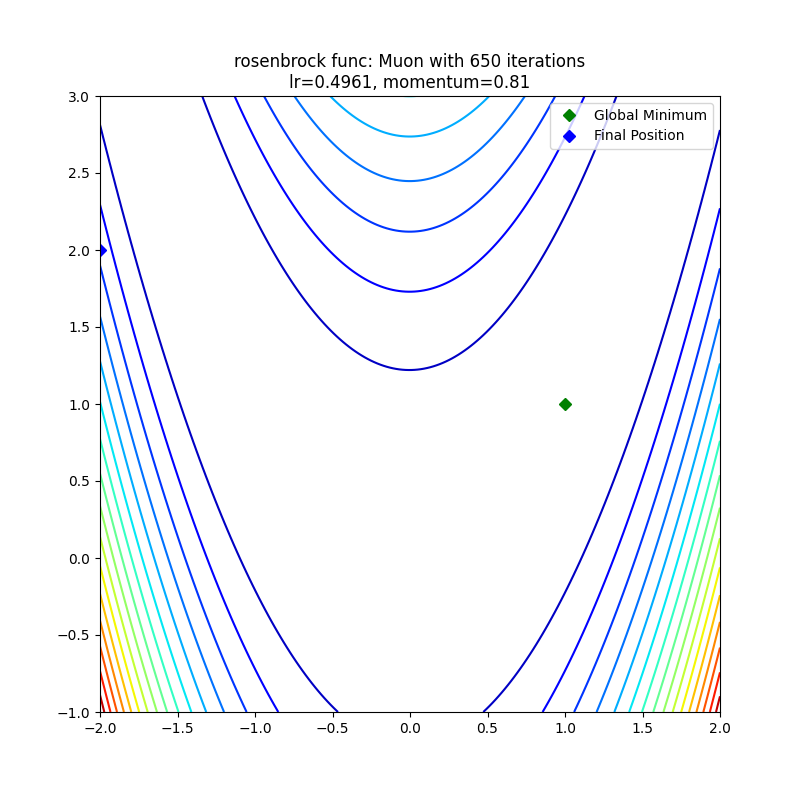 rosenbrock func: Muon with 650 iterations
lr=0.4961, momentum=0.81
Global Minimum
Final Position
3.0
2.5
2.0
1.5
1.0
0.5
0.0
−0.5
−1.0
−2.0 −1.5 −1.0 −0.5 0.0 0.5 1.0 1.5 2.0